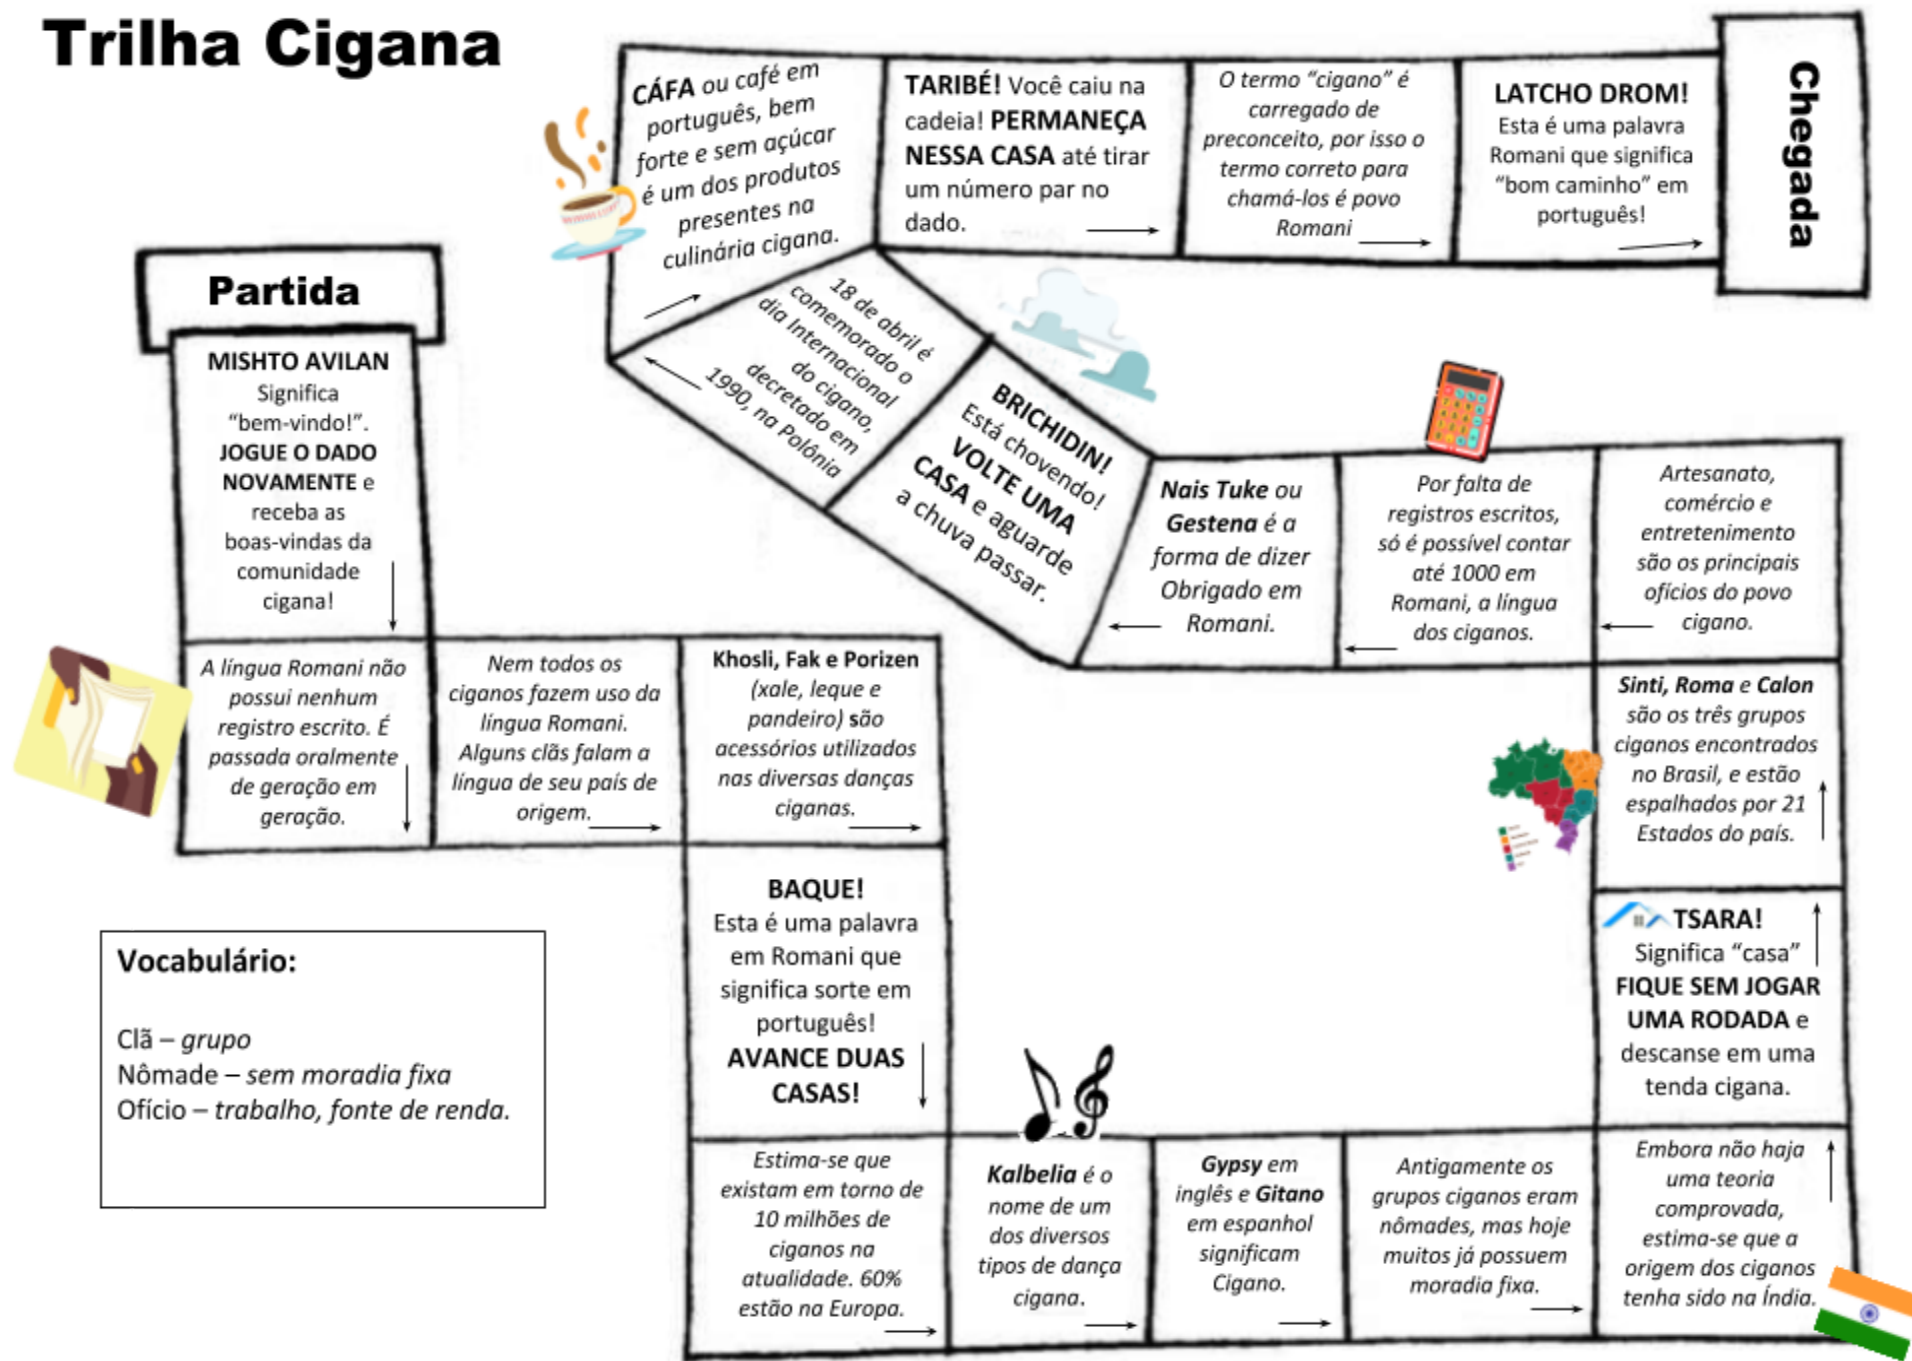 Trilha Cigana
Partida
MISHTO AVILAN
Significa
“bem-vindo!”.
JOGUE O DADO
NOVAMENTE e
receba as
boas-vindas da
comunidade
cigana!
A língua Romani não
possui nenhum
registro escrito. É
passada oralmente
de geração em
geração.
Nem todos os
ciganos fazem uso da
língua Romani.
Alguns clãs falam a
língua de seu país de
origem.
Khosli, Fak e Porizen
(xale, leque e
pandeiro) são
acessórios utilizados
nas diversas danças
ciganas.
BAQUE!
Esta é uma palavra
em Romani que
significa sorte em
português!
AVANCE DUAS
CASAS!
Estima-se que
existam em torno de
10 milhões de
ciganos na
atualidade. 60%
estão na Europa.
Kalbelia é o
nome de um
dos diversos
tipos de dança
cigana.
Gypsy em
inglês e Gitano
em espanhol
significam
Cigano.
Antigamente os
grupos ciganos eram
nômades, mas hoje
muitos já possuem
moradia fixa.
Embora não haja
uma teoria
comprovada,
estima-se que a
origem dos ciganos
tenha sido na Índia.
TSARA!
Significa “casa”
FIQUE SEM JOGAR
UMA RODADA e
descanse em uma
tenda cigana.
Sinti, Roma e Calon
são os três grupos
ciganos encontrados
no Brasil, e estão
espalhados por 21
Estados do país.
Artesanato,
comércio e
entretenimento
são os principais
ofícios do povo
cigano.
Por falta de
registros escritos,
só é possível contar
até 1000 em
Romani, a língua
dos ciganos.
Nais Tuke ou
Gestena é a
forma de dizer
Obrigado em
Romani.
BRICHIDIN!
Está chovendo!
VOLTE UMA
CASA e aguarde
a chuva passar.
18 de abril é
comemorado o
dia Internacional
do cigano,
decretado em
1990, na Polônia
CÁFA ou café em
português, bem
forte e sem açúcar
é um dos produtos
presentes na
culinária cigana.
TARIBÉ! Você caiu na
cadeia! PERMANEÇA
NESSA CASA até tirar
um número par no
dado.
O termo “cigano” é
carregado de
preconceito, por isso o
termo correto para
chamá-los é povo
Romani
LATCHO DROM!
Esta é uma palavra
Romani que significa
“bom caminho” em
português!
Chegada
Vocabulário:
Clã – grupo
Nômade – sem moradia fixa
Ofício – trabalho, fonte de renda.